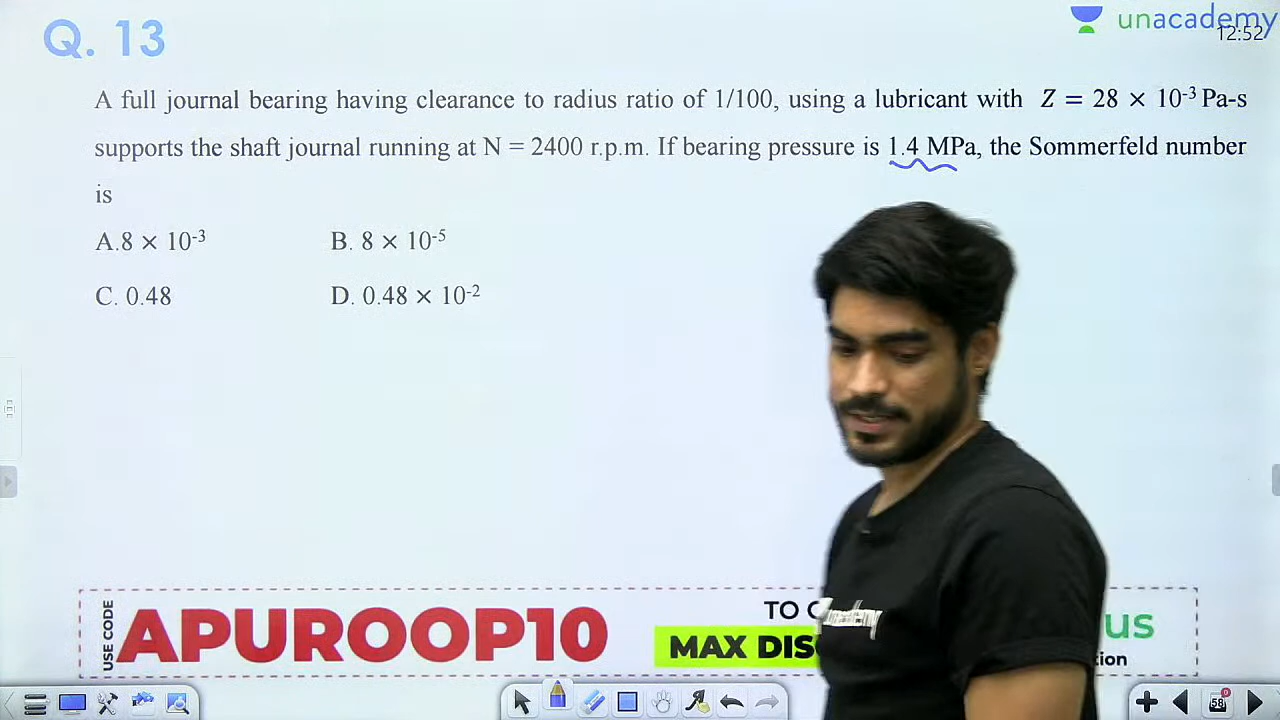 Q. 13
unacademy
12:52
A full journal bearing having clearance to radius ratio of 1/100, using a lubricant with Z = 28 × 10⁻³ Pa-s
supports the shaft journal running at N = 2400 r.p.m. If bearing pressure is 1.4 MPa, the Sommerfeld number
is
A.8 × 10⁻³ B. 8 × 10⁻⁵
C. 0.48 D. 0.48 × 10⁻²
USE CODE
APUROOP10
TO
MAX
58